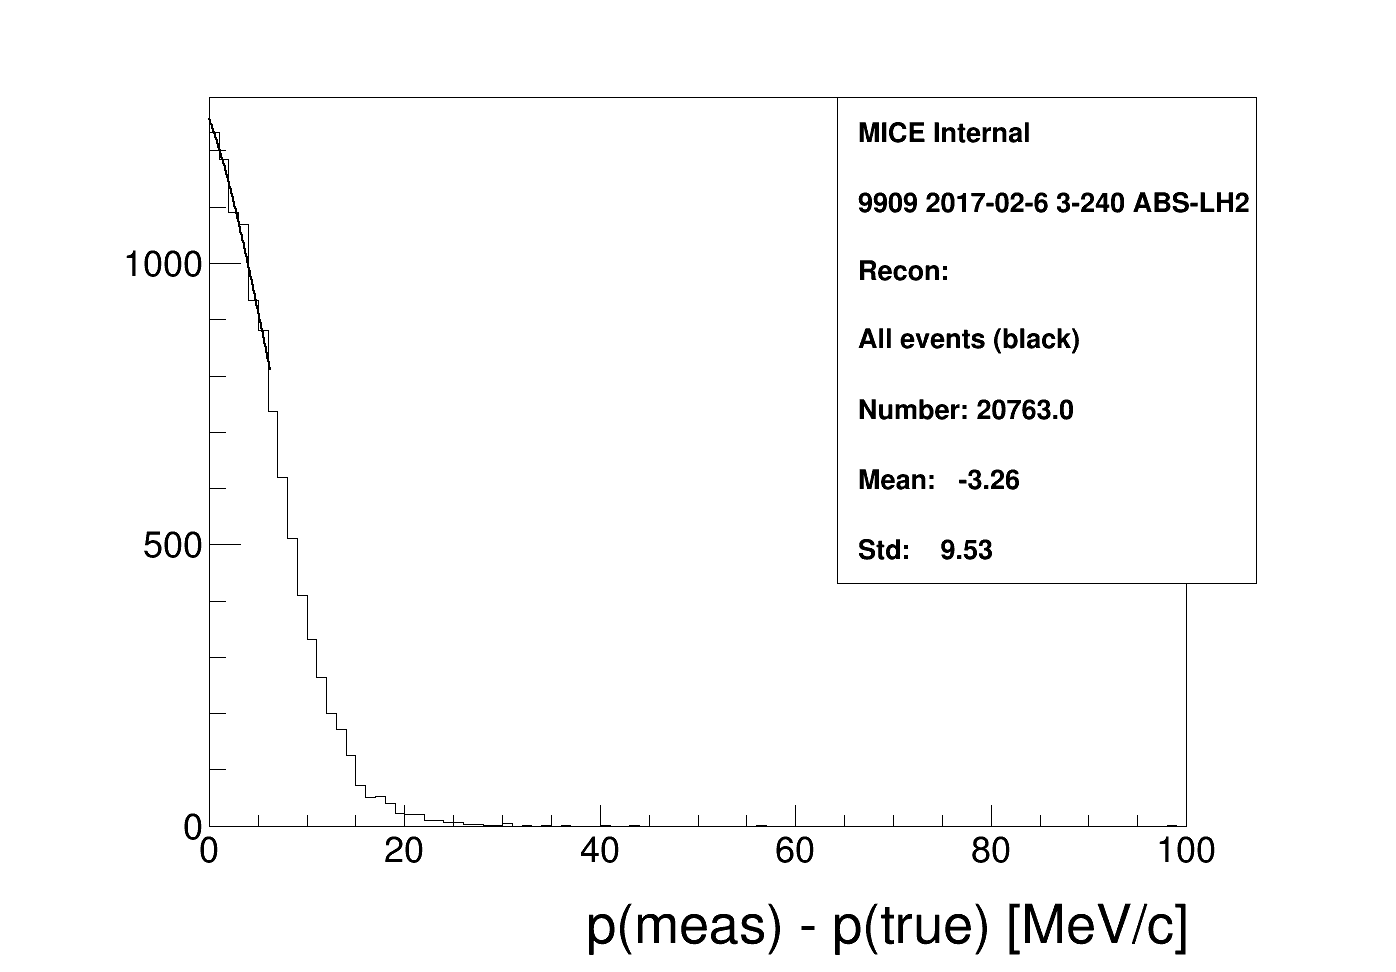 MICE Internal
9909 2017-02-6 3-240 ABS-LH2
Recon:
All events (black)
Number: 20763.0
Mean: -3.26
Std: 9.53
1000
500
0
0 20 40 60 80 100
p(meas) - p(true) [MeV/c]